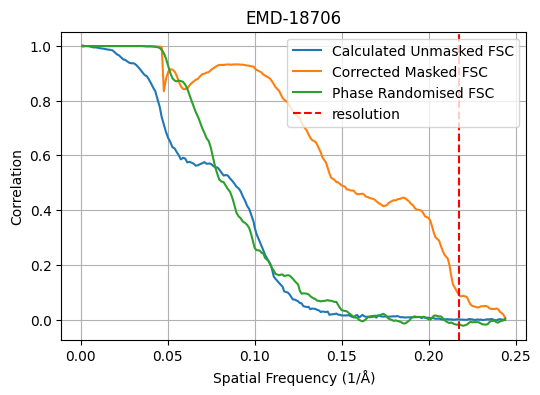 EMD-18706
Calculated Unmasked FSC
Corrected Masked FSC
Phase Randomised FSC
resolution
Correlation
1.0
0.8
0.6
0.4
0.2
0.0
0.00 0.05 0.10 0.15 0.20 0.25
Spatial Frequency (1/Å)